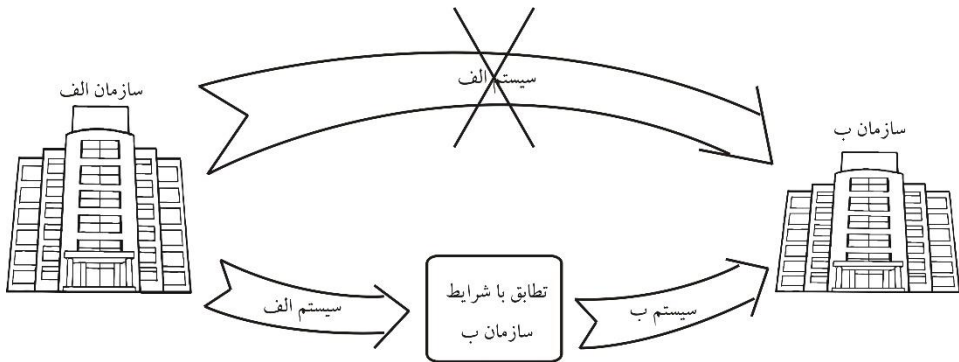 سیستم الف
سازمان الف
سازمان ب
تطابق با شرایط
سازمان ب
سیستم الف
سیستم ب